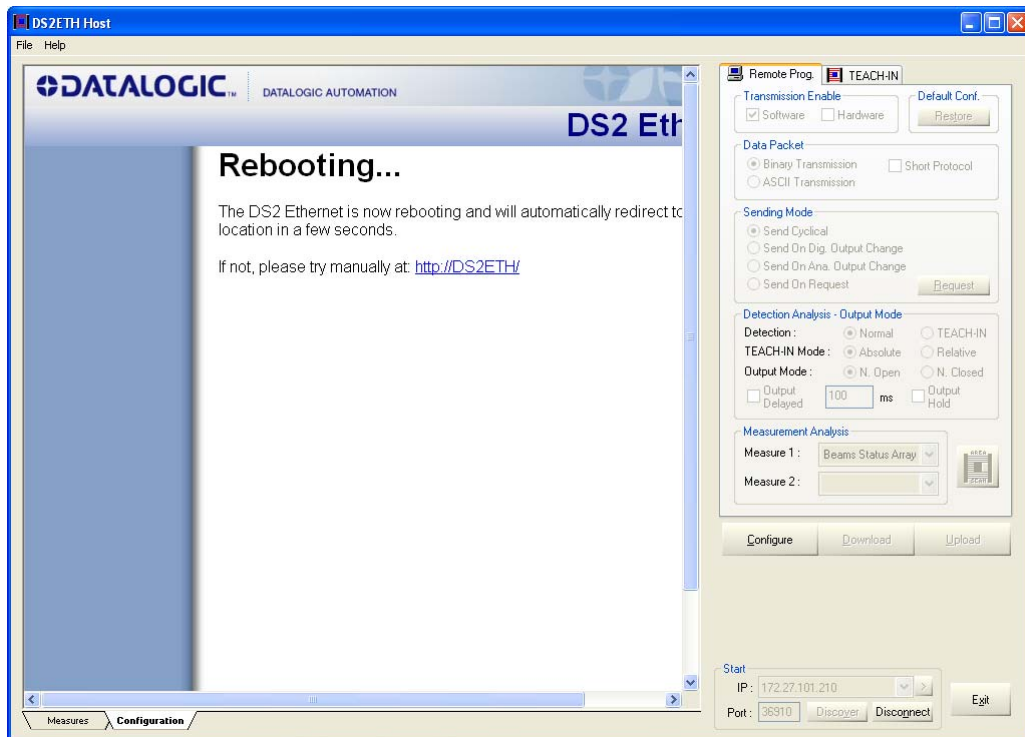 DS2ETH Host
File Help
DATALOGIC™ DATALOGIC AUTOMATION
DS2 Eth
Rebooting...
The DS2 Ethernet is now rebooting and will automatically redirect to
location in a few seconds.
If not, please try manually at: http://DS2ETH/
Measures Configuration
Remote Prog. TEACH-IN
Transmission Enable
Software Hardware
Default Conf.
Restore
Data Packet
Binary Transmission Short Protocol
ASCII Transmission
Sending Mode
Send Cyclical
Send On Dig. Output Change
Send On Ana. Output Change
Send On Request Request
Detection Analysis - Output Mode
Detection : Normal TEACH-IN
TEACH-IN Mode : Absolute Relative
Output Mode : N. Open N. Closed
Output Delayed 100 ms Output Hold
Measurement Analysis
Measure 1 : Beams Status Array
Measure 2 :
AREA
SCAN
Configure Download Upload
Start
IP : 172.27.101.210 >
Port : 36910 Discover Disconnect
Exit